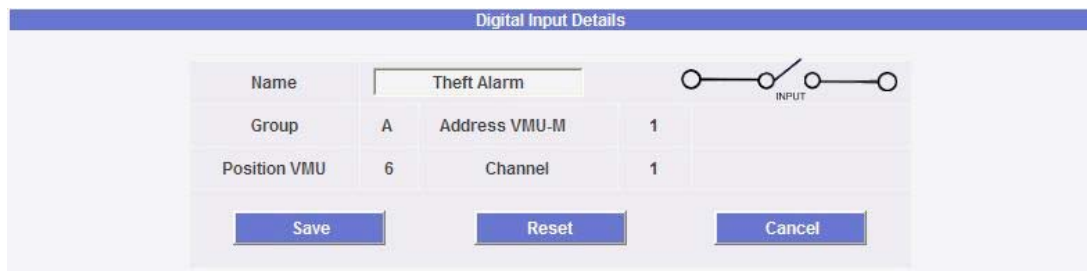 Digital Input Details
Name Theft Alarm
INPUT
Group A Address VMU-M 1
Position VMU 6 Channel 1
Save Reset Cancel